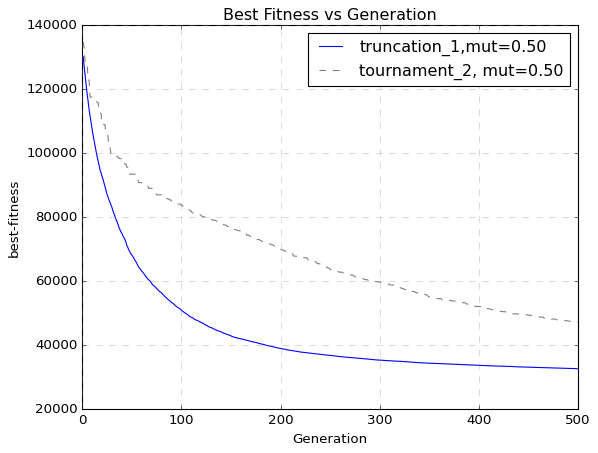 Best Fitness vs Generation
truncation_1,mut=0.50
tournament_2, mut=0.50
best-fitness
140000
120000
100000
80000
60000
40000
20000
0 100 200 300 400 500
Generation